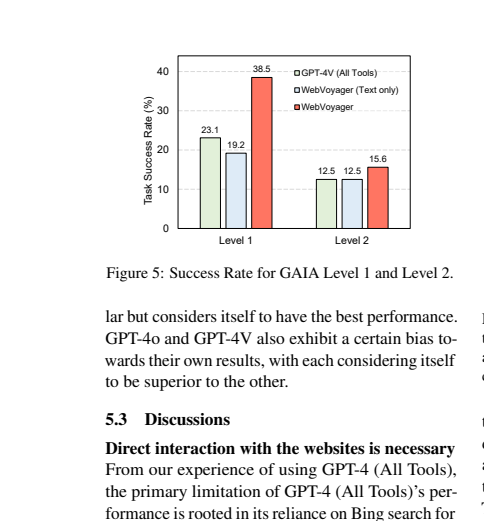 40
30
20
10
0
Task Success Rate (%)
GPT-4V (All Tools)
WebVoyager (Text only)
WebVoyager
23.1
19.2
38.5
12.5
12.5
15.6
Level 1
Level 2
Figure 5: Success Rate for GAIA Level 1 and Level 2.
lar but considers itself to have the best performance.
GPT-4o and GPT-4V also exhibit a certain bias to-
wards their own results, with each considering itself
to be superior to the other.
5.3 Discussions
Direct interaction with the websites is necessary
From our experience of using GPT-4 (All Tools),
the primary limitation of GPT-4 (All Tools)'s per-
formance is rooted in its reliance on Bing search for